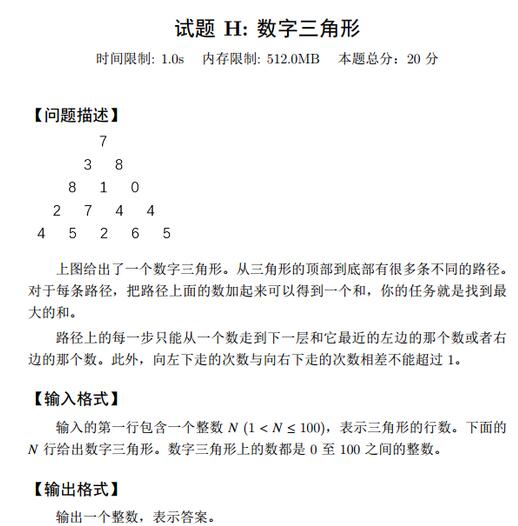 试题 H: 数字三角形
时间限制: 1.0s 内存限制: 512.0MB 本题总分：20 分
【问题描述】
7
3 8
8 1 0
2 7 4 4
4 5 2 6 5
上图给出了一个数字三角形。从三角形的顶部到底部有很多条不同的路径。
对于每条路径，把路径上面的数加起来可以得到一个和，你的任务就是找到最
大的和。
路径上的每一步只能从一个数走到下一层和它最近的左边的那个数或者右
边的那个数。此外，向左下走的次数与向右下走的次数相差不能超过 1。
【输入格式】
输入的第一行包含一个整数 N (1 < N ≤ 100)，表示三角形的行数。下面的
N 行给出数字三角形。数字三角形上的数都是 0 至 100 之间的整数。
【输出格式】
输出一个整数，表示答案。